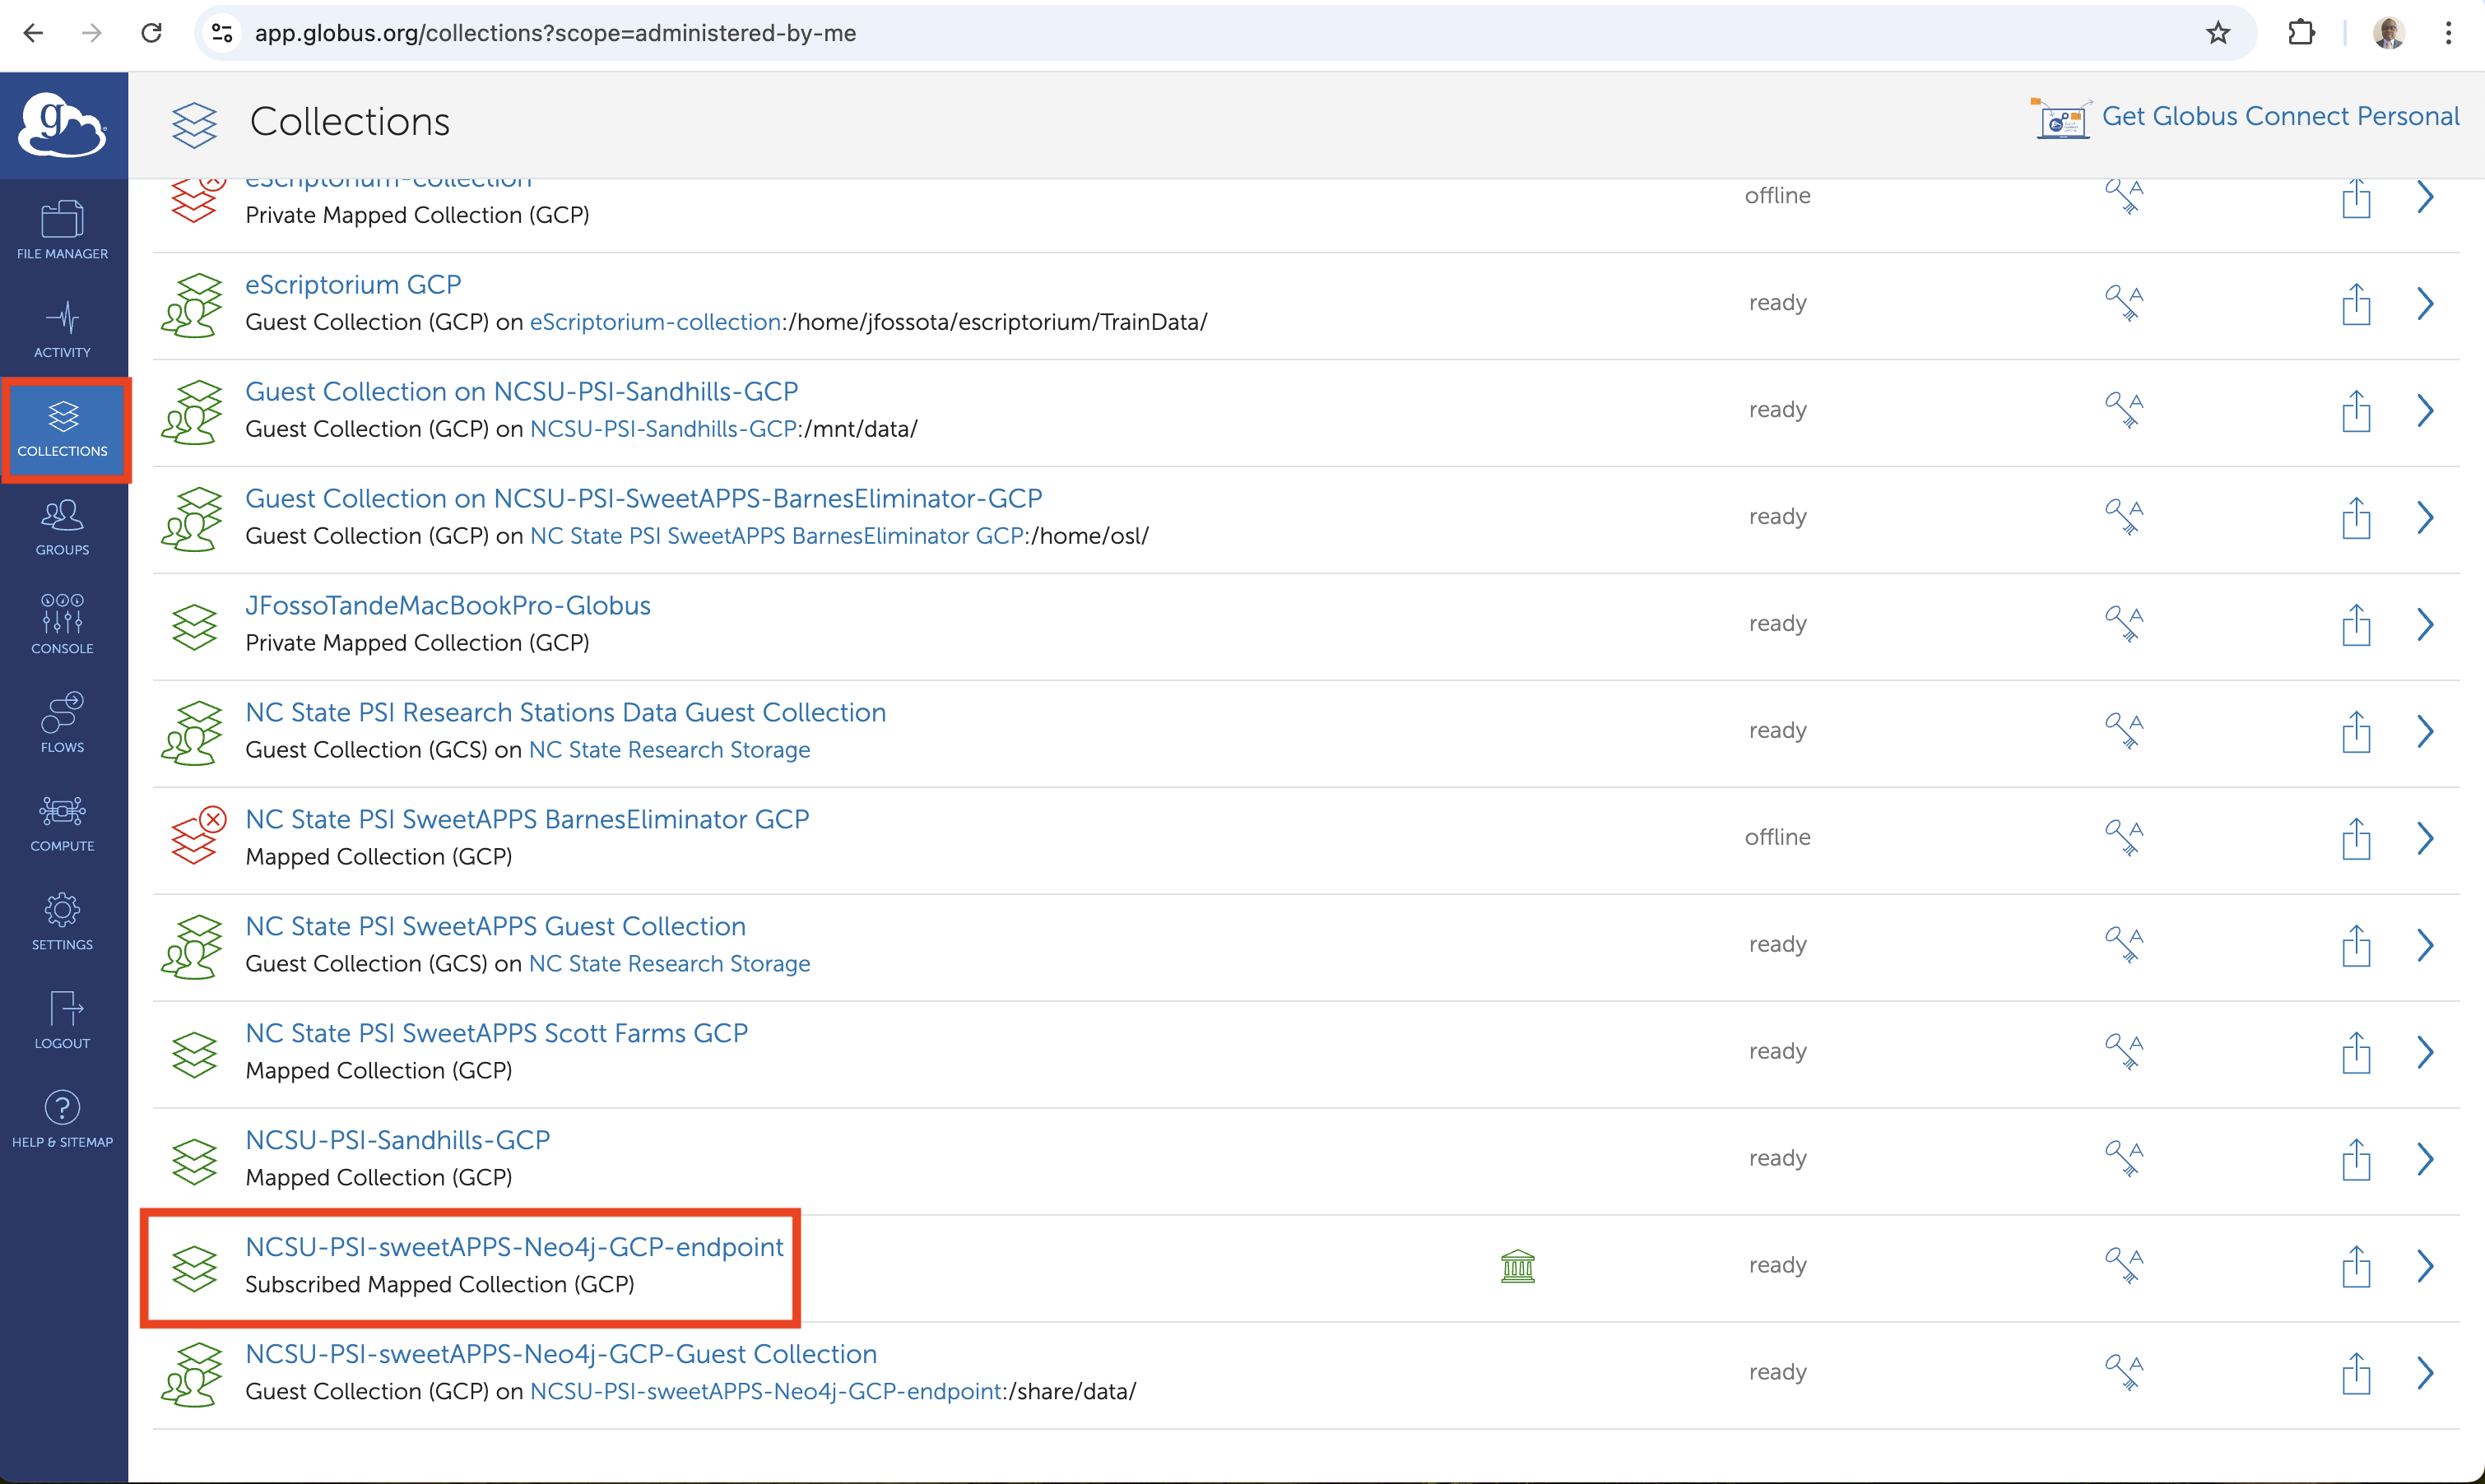 app.globus.org/collections?scope=administered-by-me
g
Collections
Get Globus Connect Personal
FILE MANAGER
ACTIVITY
COLLECTIONS
GROUPS
CONSOLE
FLOWS
COMPUTE
SETTINGS
LOGOUT
HELP & SITEMAP
eScriptorium-collection
Private Mapped Collection (GCP)
offline
eScriptorium GCP
Guest Collection (GCP) on eScriptorium-collection:/home/jfossota/escriptorium/TrainData/
ready
Guest Collection on NCSU-PSI-Sandhills-GCP
Guest Collection (GCP) on NCSU-PSI-Sandhills-GCP:/mnt/data/
ready
Guest Collection on NCSU-PSI-SweetAPPS-BarnesEliminator-GCP
Guest Collection (GCP) on NC State PSI SweetAPPS BarnesEliminator GCP:/home/osl/
ready
JFossoTandeMacBookPro-Globus
Private Mapped Collection (GCP)
ready
NC State PSI Research Stations Data Guest Collection
Guest Collection (GCS) on NC State Research Storage
ready
NC State PSI SweetAPPS BarnesEliminator GCP
Mapped Collection (GCP)
offline
NC State PSI SweetAPPS Guest Collection
Guest Collection (GCS) on NC State Research Storage
ready
NC State PSI SweetAPPS Scott Farms GCP
Mapped Collection (GCP)
ready
NCSU-PSI-Sandhills-GCP
Mapped Collection (GCP)
ready
NCSU-PSI-sweetAPPS-Neo4j-GCP-endpoint
Subscribed Mapped Collection (GCP)
ready
NCSU-PSI-sweetAPPS-Neo4j-GCP-Guest Collection
Guest Collection (GCP) on NCSU-PSI-sweetAPPS-Neo4j-GCP-endpoint:/share/data/
ready